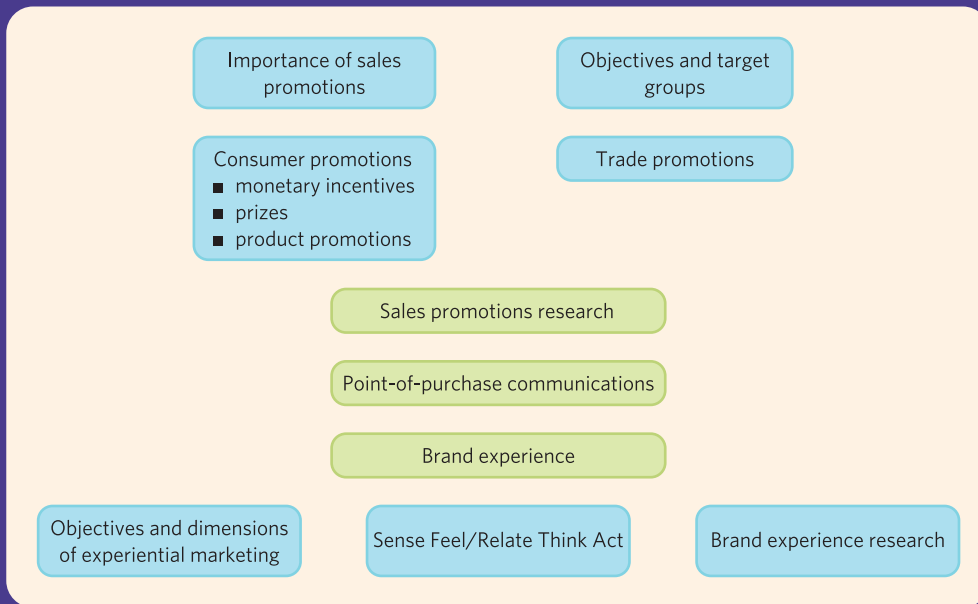 Importance of sales
promotions
Objectives and target
groups
Consumer promotions
■ monetary incentives
■ prizes
■ product promotions
Trade promotions
Sales promotions research
Point-of-purchase communications
Brand experience
Objectives and dimensions
of experiential marketing
Sense Feel/Relate Think Act
Brand experience research